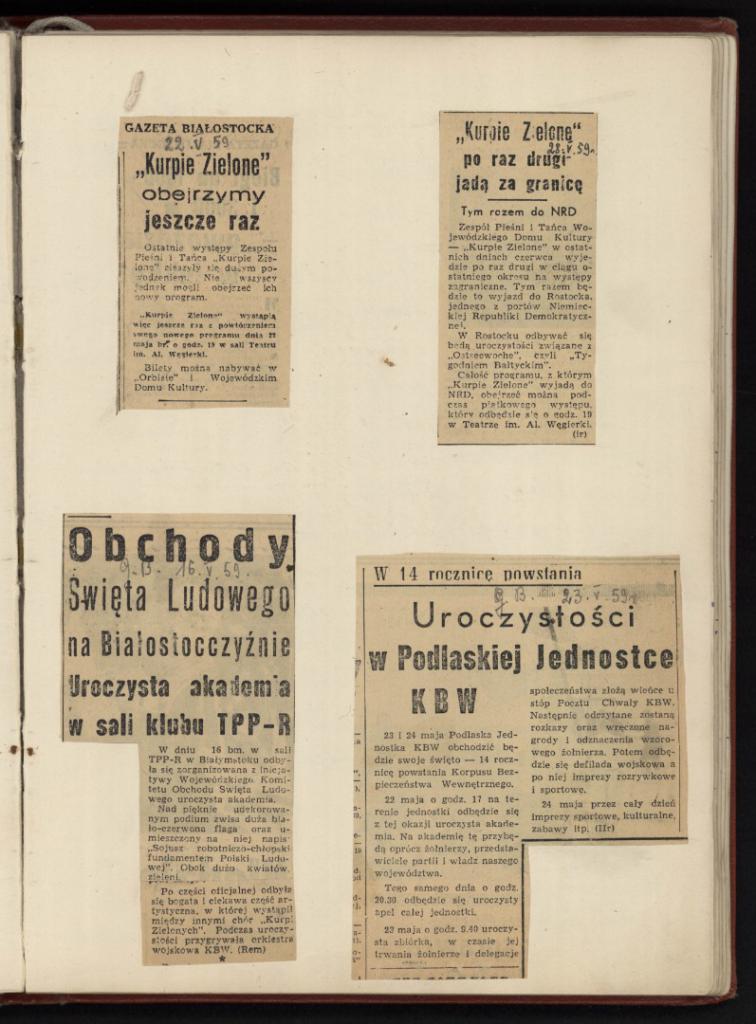 GAZETA BIAŁOSTOCKA
22 V 59
„Kurpie Zielone"
obejrzymy
jeszcze raz
Ostatnie występy Zespołu
Pieśni i Tańca „Kurpie Zie-
lone" cieszyły się dużym po-
wodzeniem. Nie wszyscy
jednak mogli obejrzeć ich
nowy program.
„Kurpie Zielone" wystąpią
więc jeszcze raz z powtórzeniem
swego nowego programu dnia 22
maja br. o godz. 19 w sali Teatru
im. Al. Węgierki.
Bilety można nabywać w
„Orbisie" i Wojewódzkim
Domu Kultury.
„Kurpie Zielone"
28.V.59r.
po raz drugi
jadą za granicę
Tym razem do NRD
Zespół Pieśni i Tańca Wo-
jewódzkiego Domu Kultury
— „Kurpie Zielone" w ostat-
nich dniach czerwca wyje-
dzie po raz drugi w ciągu o-
statniego okresu na występy
zagraniczne. Tym razem bę-
dzie to wyjazd do Rostocka,
jednego z portów Niemiec-
kiej Republiki Demokratycz-
nej.
W Rostocku odbywać się
będą uroczystości związane z
„Ostseewoche", czyli „Ty-
godniem Bałtyckim".
Całość programu, z którym
„Kurpie Zielone" wyjadą do
NRD, obejrzeć można pod-
czas piątkowego występu,
który odbędzie się o godz. 19
w Teatrze im. Al. Węgierki.
(ir)
Obchody
G.B. 16.V.59.
Święta Ludowego
na Białostocczyźnie
Uroczysta akademia
w sali klubu TPP-R
W dniu 16 bm. w sali
TPP-R w Białymstoku odby-
ła się zorganizowana z inicja-
tywy Wojewódzkiego Komi-
tetu Obchodu Święta Ludo-
wego uroczysta akademia.
Nad pięknie udekorowa-
nym podium zwisa duża bia-
ło-czerwona flaga oraz u-
mieszczony na niej napis
"Sojusz robotniczo-chłopski
fundamentem Polski Ludo-
wej". Obok dużo kwiatów,
zieleni.
Po części oficjalnej odbyła
się bogata i ciekawa część ar-
tystyczna, w której wystąpił
między innymi chór „Kurpi
Zielonych". Podczas uroczy-
stości przygrywała orkiestra
wojskowa KBW. (Rem)
★
W 14 rocznicę powstania
G.B. 23.V.59r
Uroczystości
w Podlaskiej Jednostce
KBW
23 i 24 maja Podlaska Jed-
nostka KBW obchodzić bę-
dzie swoje święto — 14 rocz-
nicę powstania Korpusu Bez-
pieczeństwa Wewnętrznego.
22 maja o godz. 17 na te-
renie jednostki odbędzie się
z tej okazji uroczysta akade-
mia. Na akademię tę przybę-
dą oprócz żołnierzy, przedsta-
wiciele partii i władz naszego
województwa.
Tego samego dnia o godz.
20.30 odbędzie się uroczysty
apel całej jednostki.
23 maja o godz. 9.40 uroczy-
sta zbiórka, w czasie jej
trwania żołnierze i delegacje
społeczeństwa złożą wieńce u
stóp Pocztu Chwały KBW.
Następnie odczytane zostaną
rozkazy oraz wręczone na-
grody i odznaczenia wzoro-
wego żołnierza. Potem odbę-
dzie się defilada wojskowa a
po niej imprezy rozrywkowe
i sportowe.
24 maja przez cały dzień
imprezy sportowe, kulturalne,
zabawy itp. (IIr)